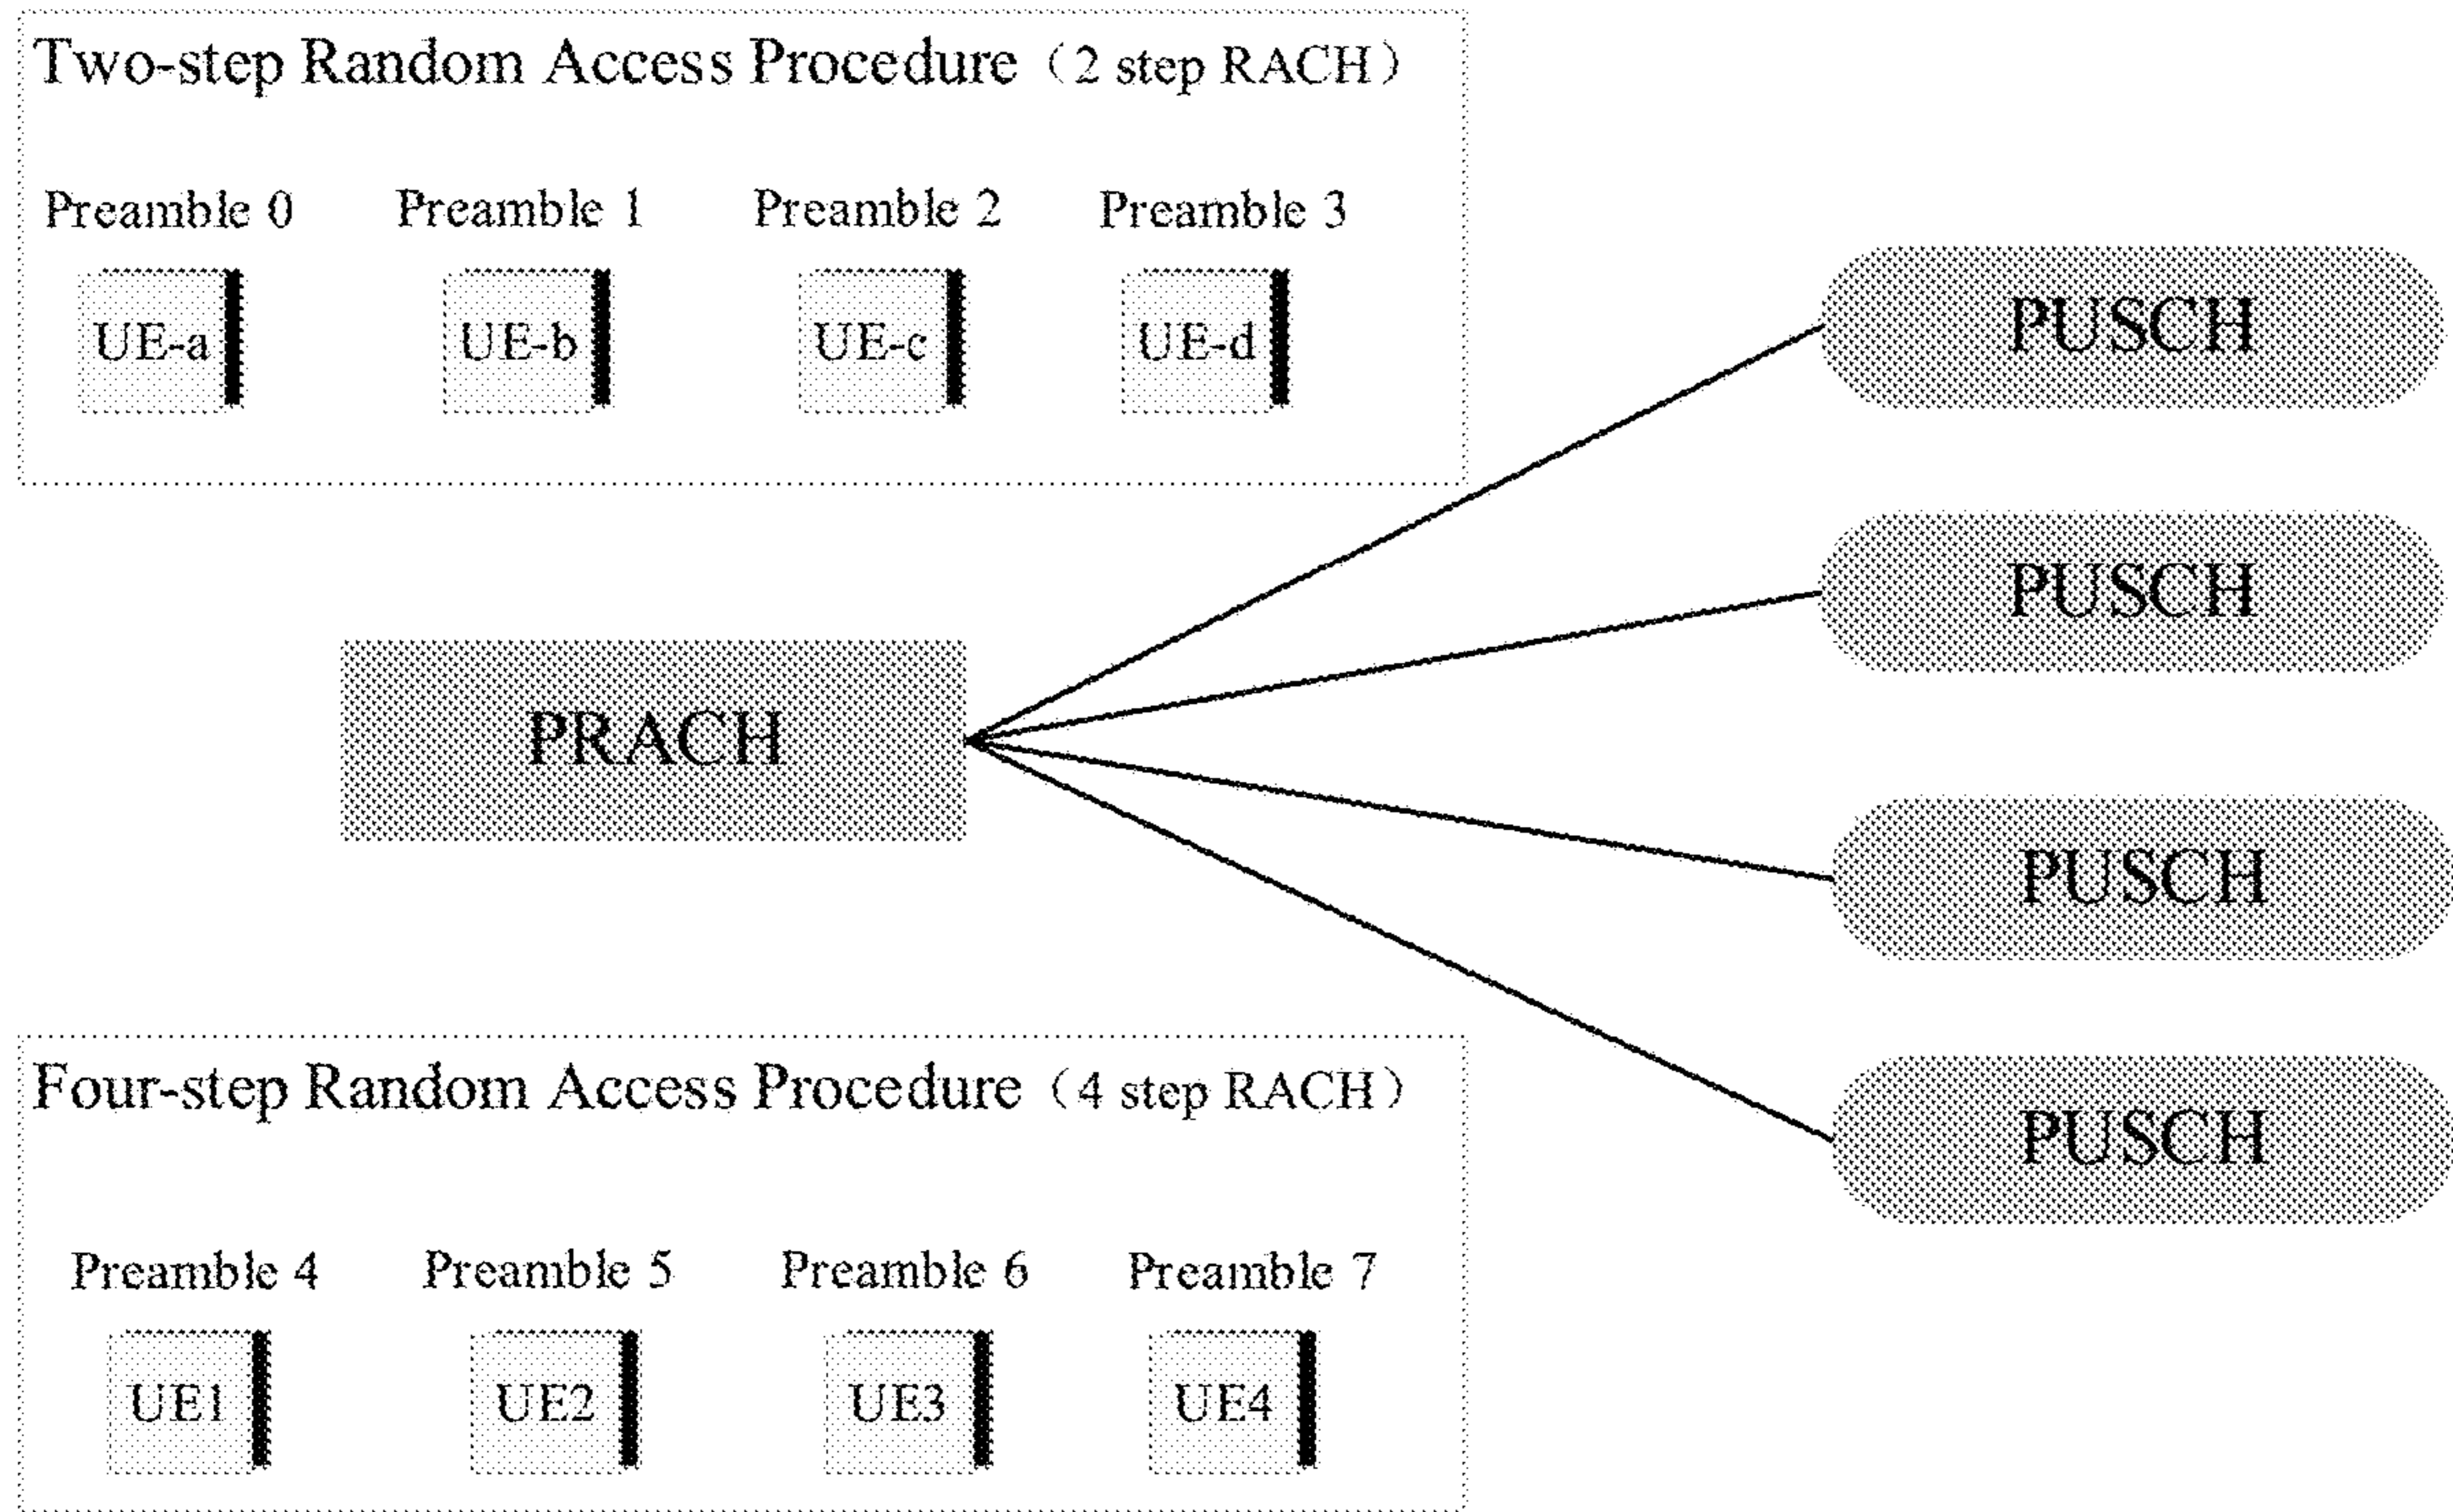 Two-step Random Access Procedure（2 step RACH）
Preamble 0 Preamble 1 Preamble 2 Preamble 3
UE-a UE-b UE-c UE-d
PUSCH
PUSCH
PRACH
PUSCH
PUSCH
Four-step Random Access Procedure（4 step RACH）
Preamble 4 Preamble 5 Preamble 6 Preamble 7
UE1 UE2 UE3 UE4